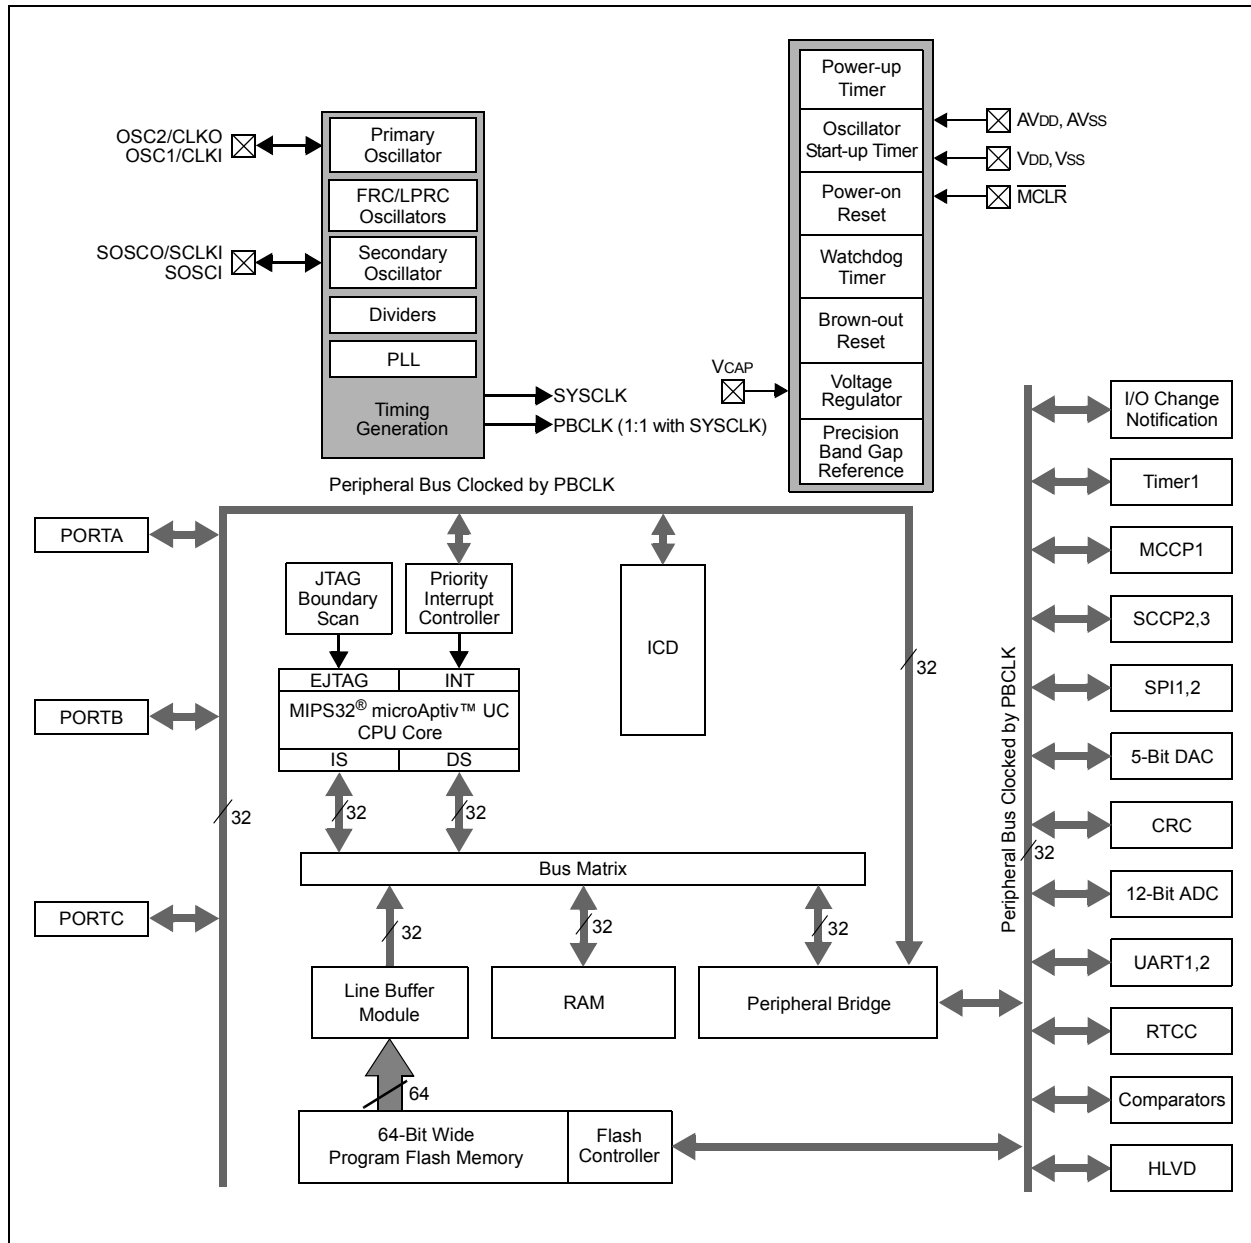 OSC2/CLKO
OSC1/CLKI
SOSCO/SCLKI
SOSCI
Primary
Oscillator
FRC/LPRC
Oscillators
Secondary
Oscillator
Dividers
PLL
Timing
Generation
SYSCLK
PBCLK (1:1 with SYSCLK)
Power-up
Timer
Oscillator
Start-up Timer
Power-on
Reset
Watchdog
Timer
Brown-out
Reset
Voltage
Regulator
Precision
Band Gap
Reference
AVDD, AVSS
VDD, VSS
MCLR
VCAP
Peripheral Bus Clocked by PBCLK
PORTA
PORTB
PORTC
32
JTAG
Boundary
Scan
Priority
Interrupt
Controller
ICD
32
EJTAG
INT
MIPS32® microAptiv™ UC
CPU Core
IS
DS
32
32
Bus Matrix
32
32
32
Line Buffer
Module
RAM
Peripheral Bridge
64
64-Bit Wide
Program Flash Memory
Flash
Controller
Peripheral Bus Clocked by PBCLK
32
I/O Change
Notification
Timer1
MCCP1
SCCP2,3
SPI1,2
5-Bit DAC
CRC
12-Bit ADC
UART1,2
RTCC
Comparators
HLVD